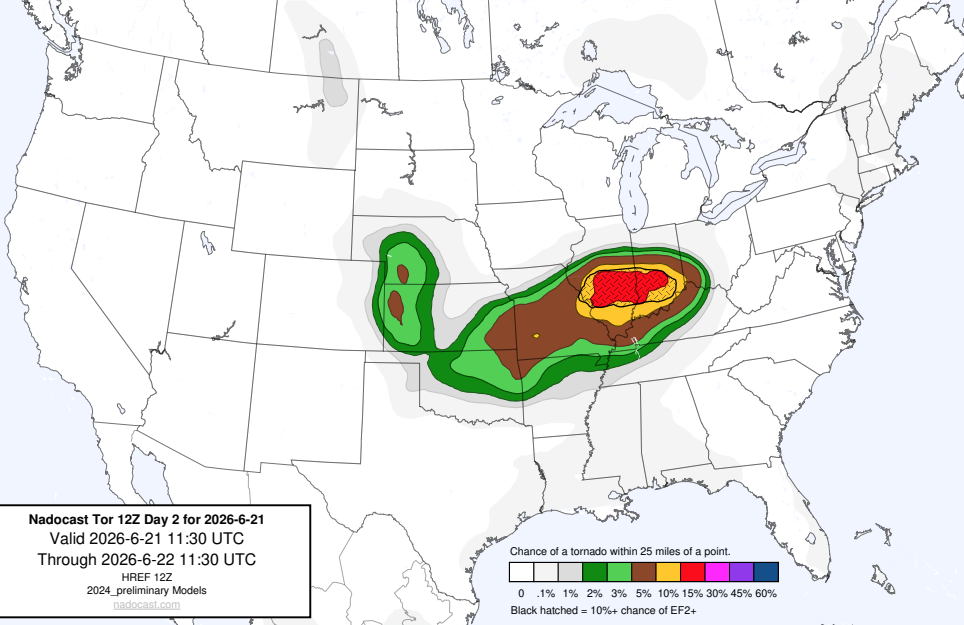 Nadocast Tor 12Z Day 2 for 2026-6-21
Valid 2026-6-21 11:30 UTC
Through 2026-6-22 11:30 UTC
HREF 12Z
2024_preliminary Models
nadocast.com
Chance of a tornado within 25 miles of a point.
0 .1% 1% 2% 3% 5% 10% 15% 30% 45% 60%
Black hatched = 10%+ chance of EF2+